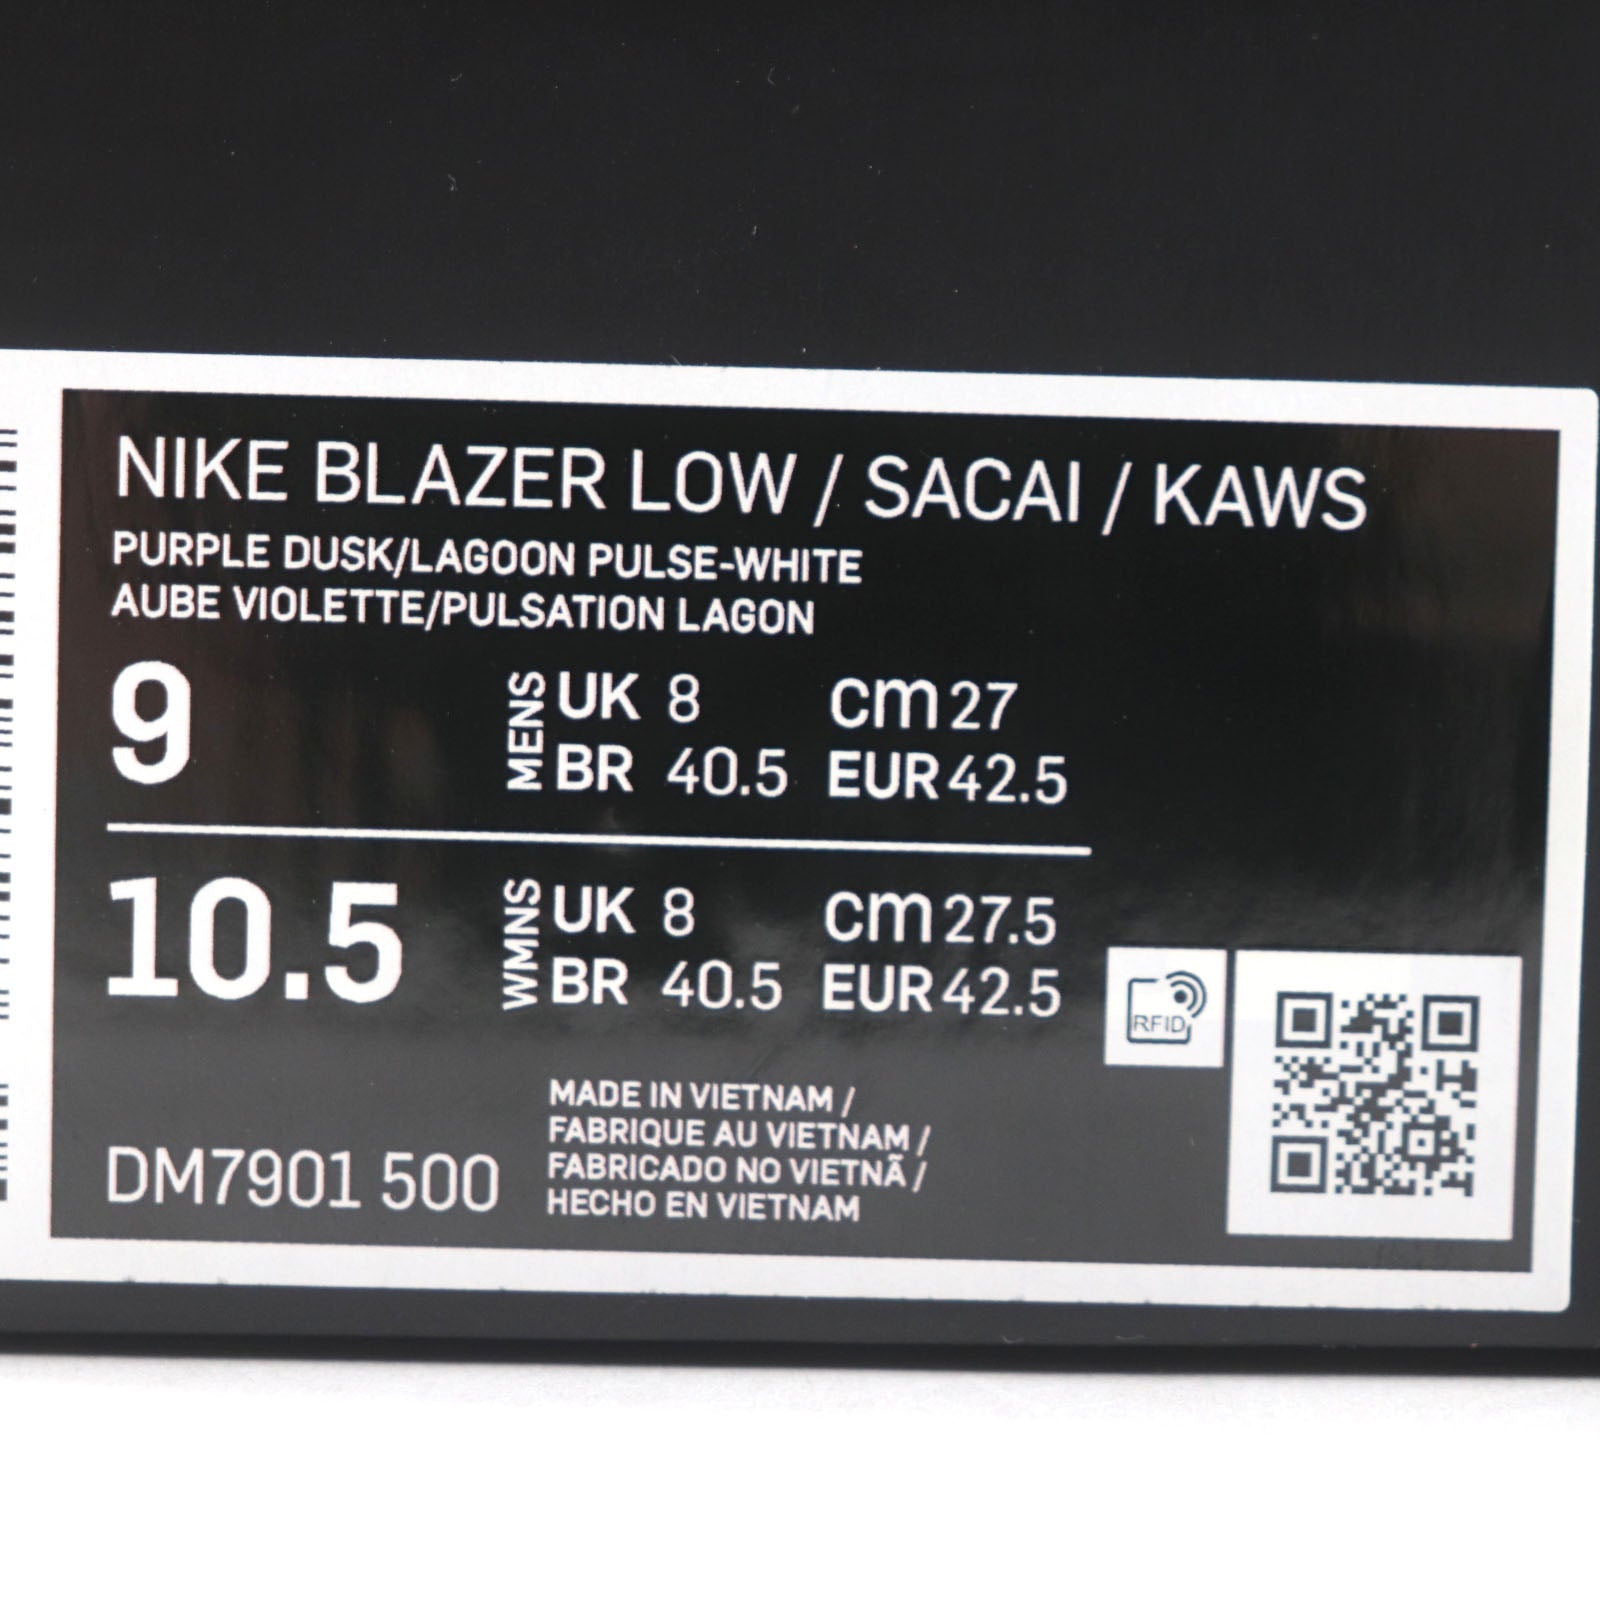 NIKE BLAZER LOW / SACAI / KAWS
PURPLE DUSK/LAGOON PULSE-WHITE
AUBE VIOLETTE/PULSATION LAGON
9 MENS UK 8 cm 27
BR 40.5 EUR 42.5
10.5 WMNS UK 8 cm 27.5
BR 40.5 EUR 42.5
RFID
MADE IN VIETNAM /
FABRIQUE AU VIETNAM /
FABRICADO NO VIETNÃ /
HECHO EN VIETNAM
DM7901 500